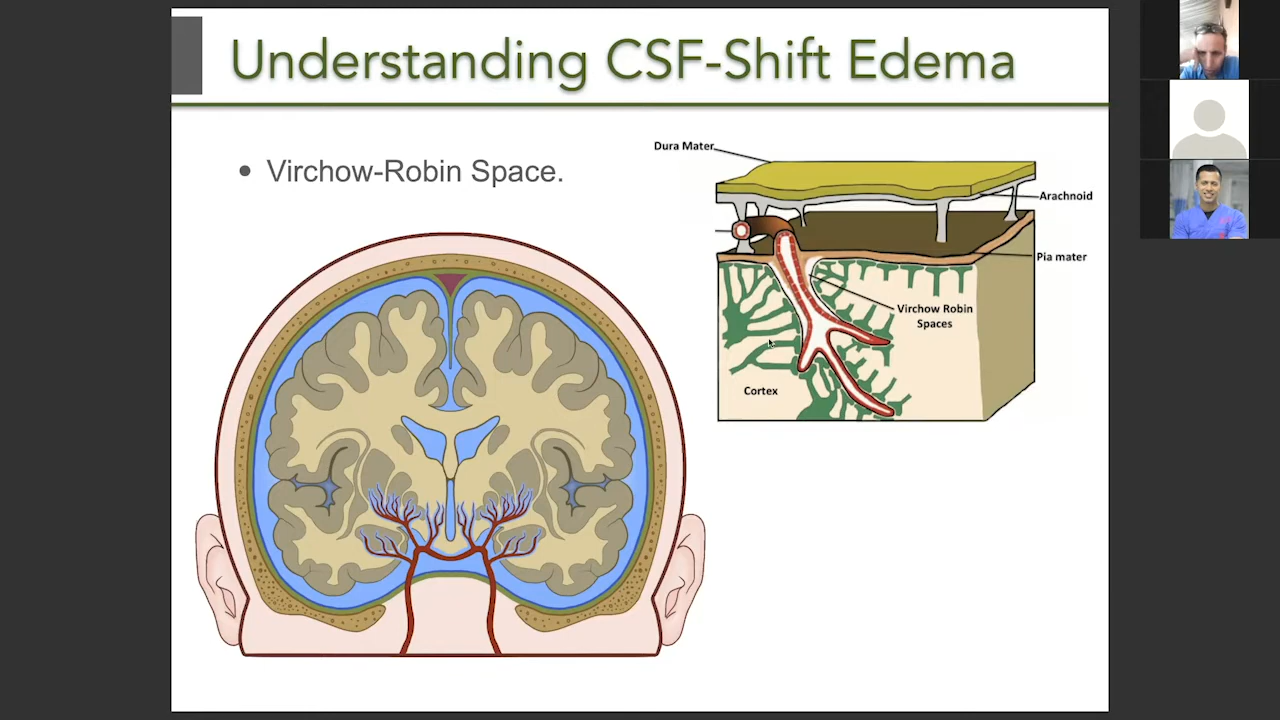 Understanding CSF-Shift Edema
• Virchow-Robin Space.
Dura Mater
Arachnoid
Pia mater
Virchow Robin
Spaces
Cortex